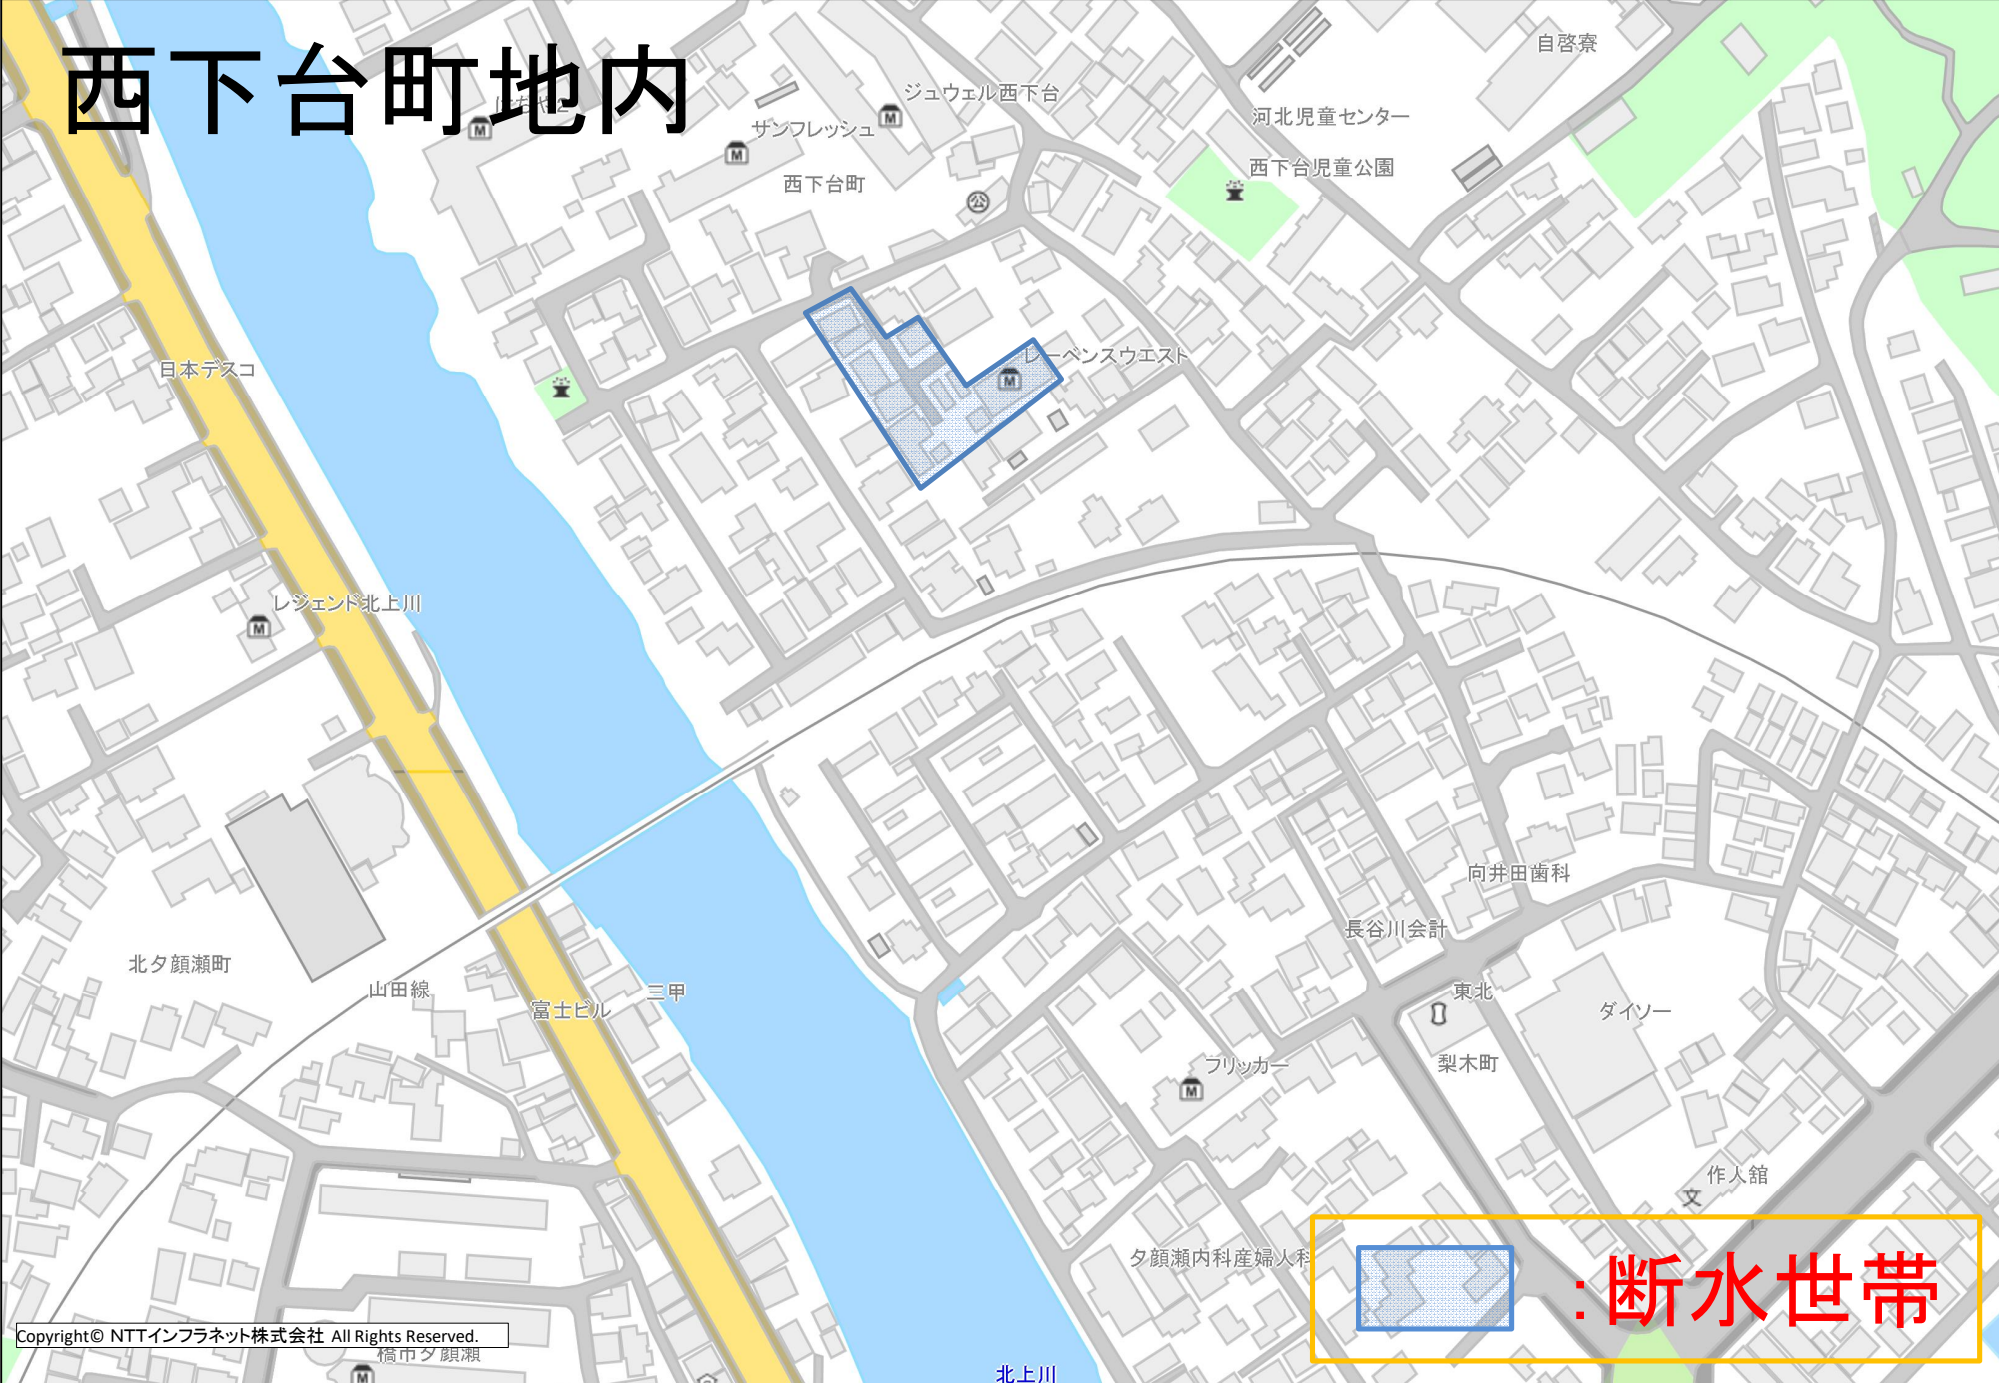 西下台町地内
自啓寮
ジュウェル西下台
サンフレッシュ
河北児童センター
西下台児童公園
西下台町
公
M
M
M
日本デスコ
レーベンスウエスト
M
レジェンド北上川
M
向井田歯科
長谷川会計
北夕顔瀬町
山田線
三甲
富士ビル
東北
ダイソー
フリッカー
M
梨木町
作人舘
文
夕顔瀬内科産婦人科
:断水世帯
Copyright© NTTインフラネット株式会社 All Rights Reserved.
橋市夕顔瀬
M
北上川